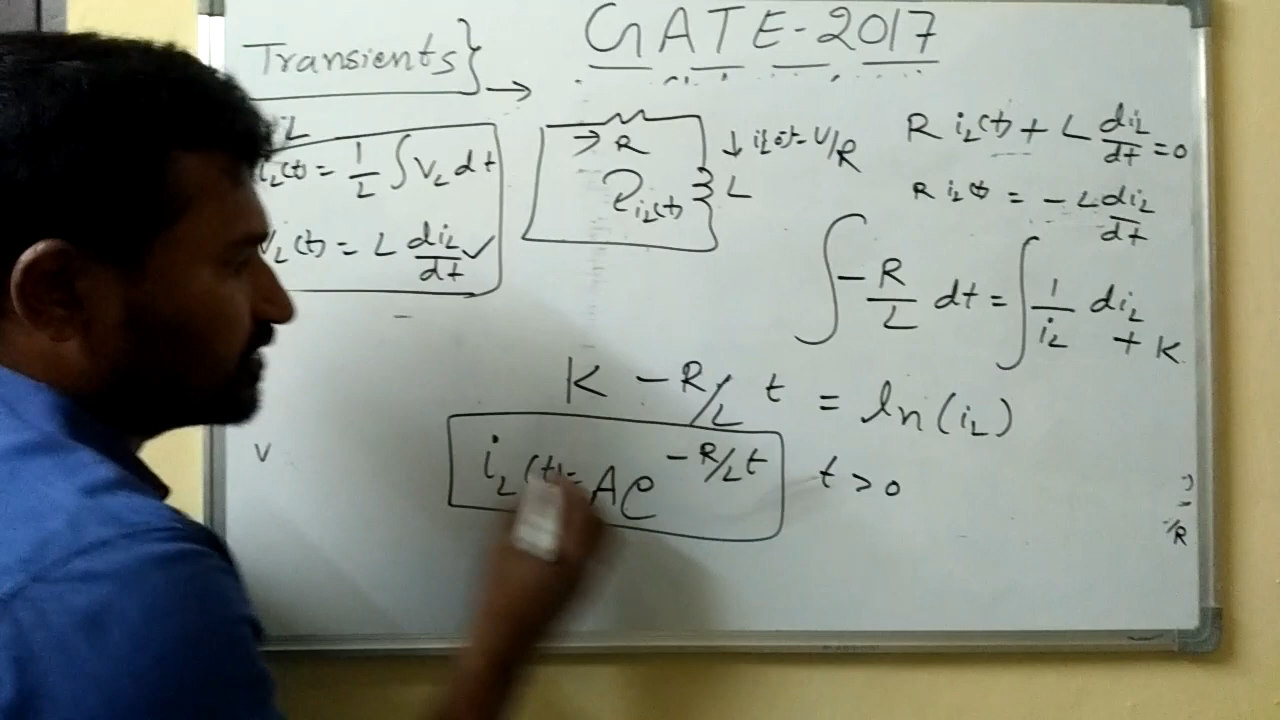 Transients} →
GATE-2017
iL
iL(t) = 1/L ∫ VL dt
VL(t) = L diL/dt ✓
→ R
iL(t)
↓ iL(0) = V/R
L
R iL(t) + L diL/dt = 0
R iL(t) = - L diL/dt
∫ -R/L dt = ∫ 1/iL diL + K
K - R/L t = ln(iL)
iL(t) = A e^(-R/L t)
t > 0
V
/R